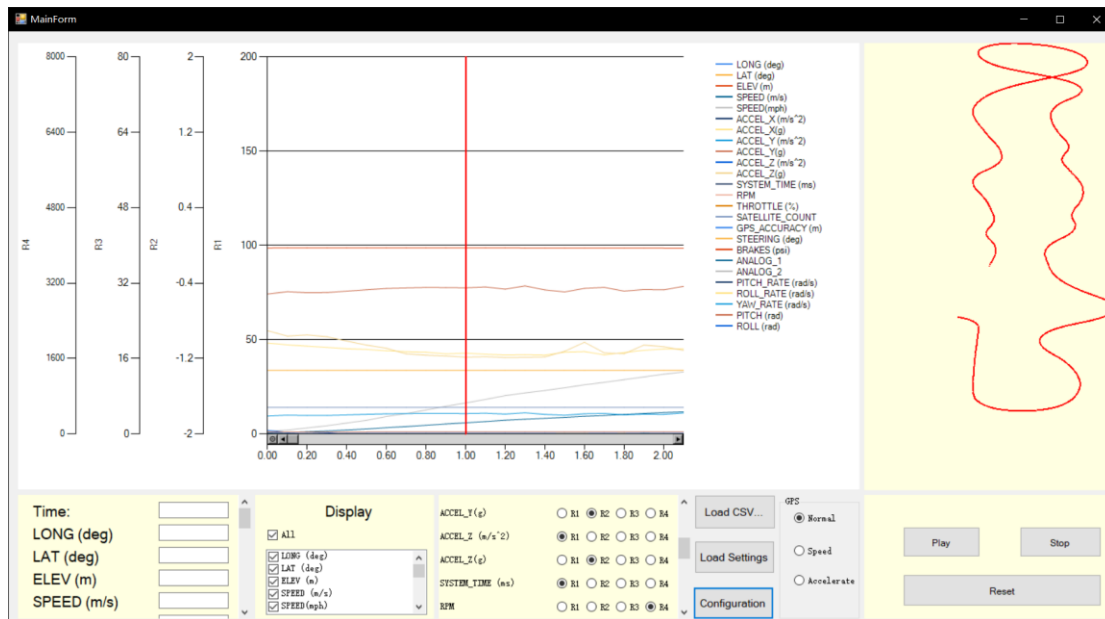 MainForm
8000 80 2 200
6400 64 1.2 150
4800 48 0.4 100
R4 R3 R2 R1
3200 32 -0.4
1600 16 -1.2 50
0 0 -2 0
0.00 0.20 0.40 0.60 0.80 1.00 1.20 1.40 1.60 1.80 2.00
LONG (deg)
LAT (deg)
ELEV (m)
SPEED (m/s)
SPEED(mph)
ACCEL_X (m/s^2)
ACCEL_X(g)
ACCEL_Y (m/s^2)
ACCEL_Y(g)
ACCEL_Z (m/s^2)
ACCEL_Z(g)
SYSTEM_TIME (ms)
RPM
THROTTLE (%)
SATELLITE_COUNT
GPS_ACCURACY (m)
STEERING (deg)
BRAKES (psi)
ANALOG_1
ANALOG_2
PITCH_RATE (rad/s)
ROLL_RATE (rad/s)
YAW_RATE (rad/s)
PITCH (rad)
ROLL (rad)
Time:
LONG (deg)
LAT (deg)
ELEV (m)
SPEED (m/s)
Display
All
LONG (deg)
LAT (deg)
ELEV (m)
SPEED (m/s)
SPEED(mph)
ACCEL_Y(g) R1 R2 R3 R4
ACCEL_Z (m/s^2) R1 R2 R3 R4
ACCEL_Z(g) R1 R2 R3 R4
SYSTEM_TIME (ms) R1 R2 R3 R4
RPM R1 R2 R3 R4
Load CSV...
Load Settings
Configuration
GPS
Normal
Speed
Accelerate
Play Stop
Reset